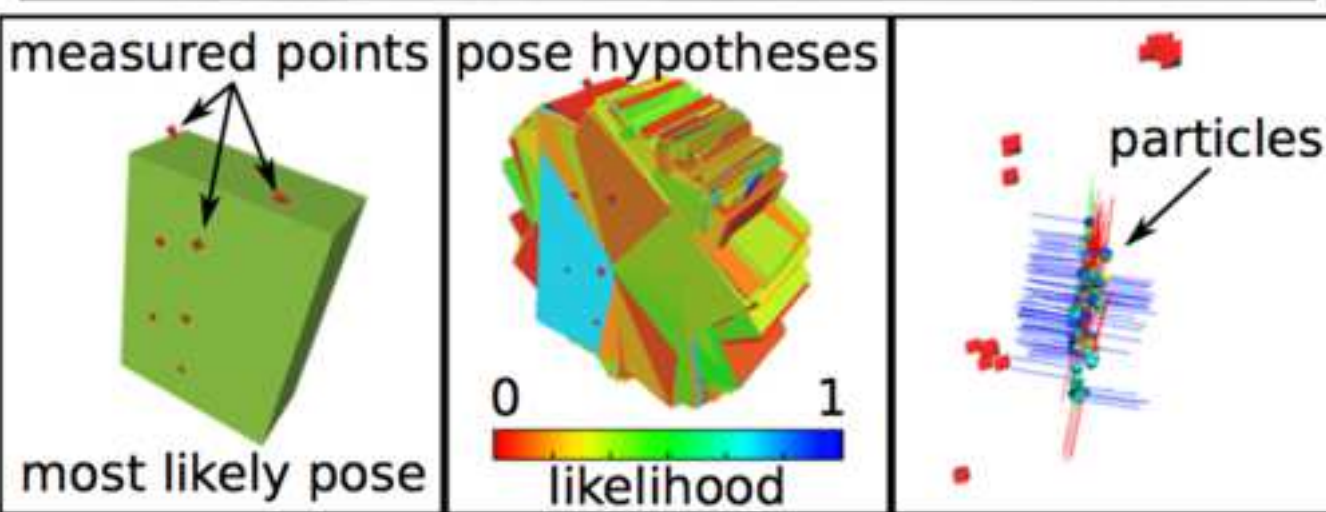 measured points
most likely pose
pose hypotheses
0 1
likelihood
particles